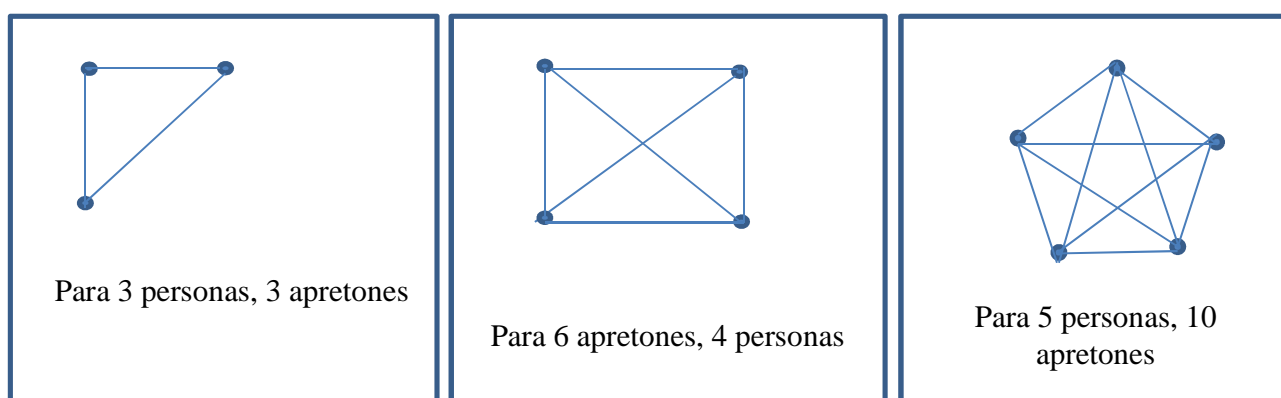 Para 3 personas, 3 apretones
Para 6 apretones, 4 personas
Para 5 personas, 10
apretones